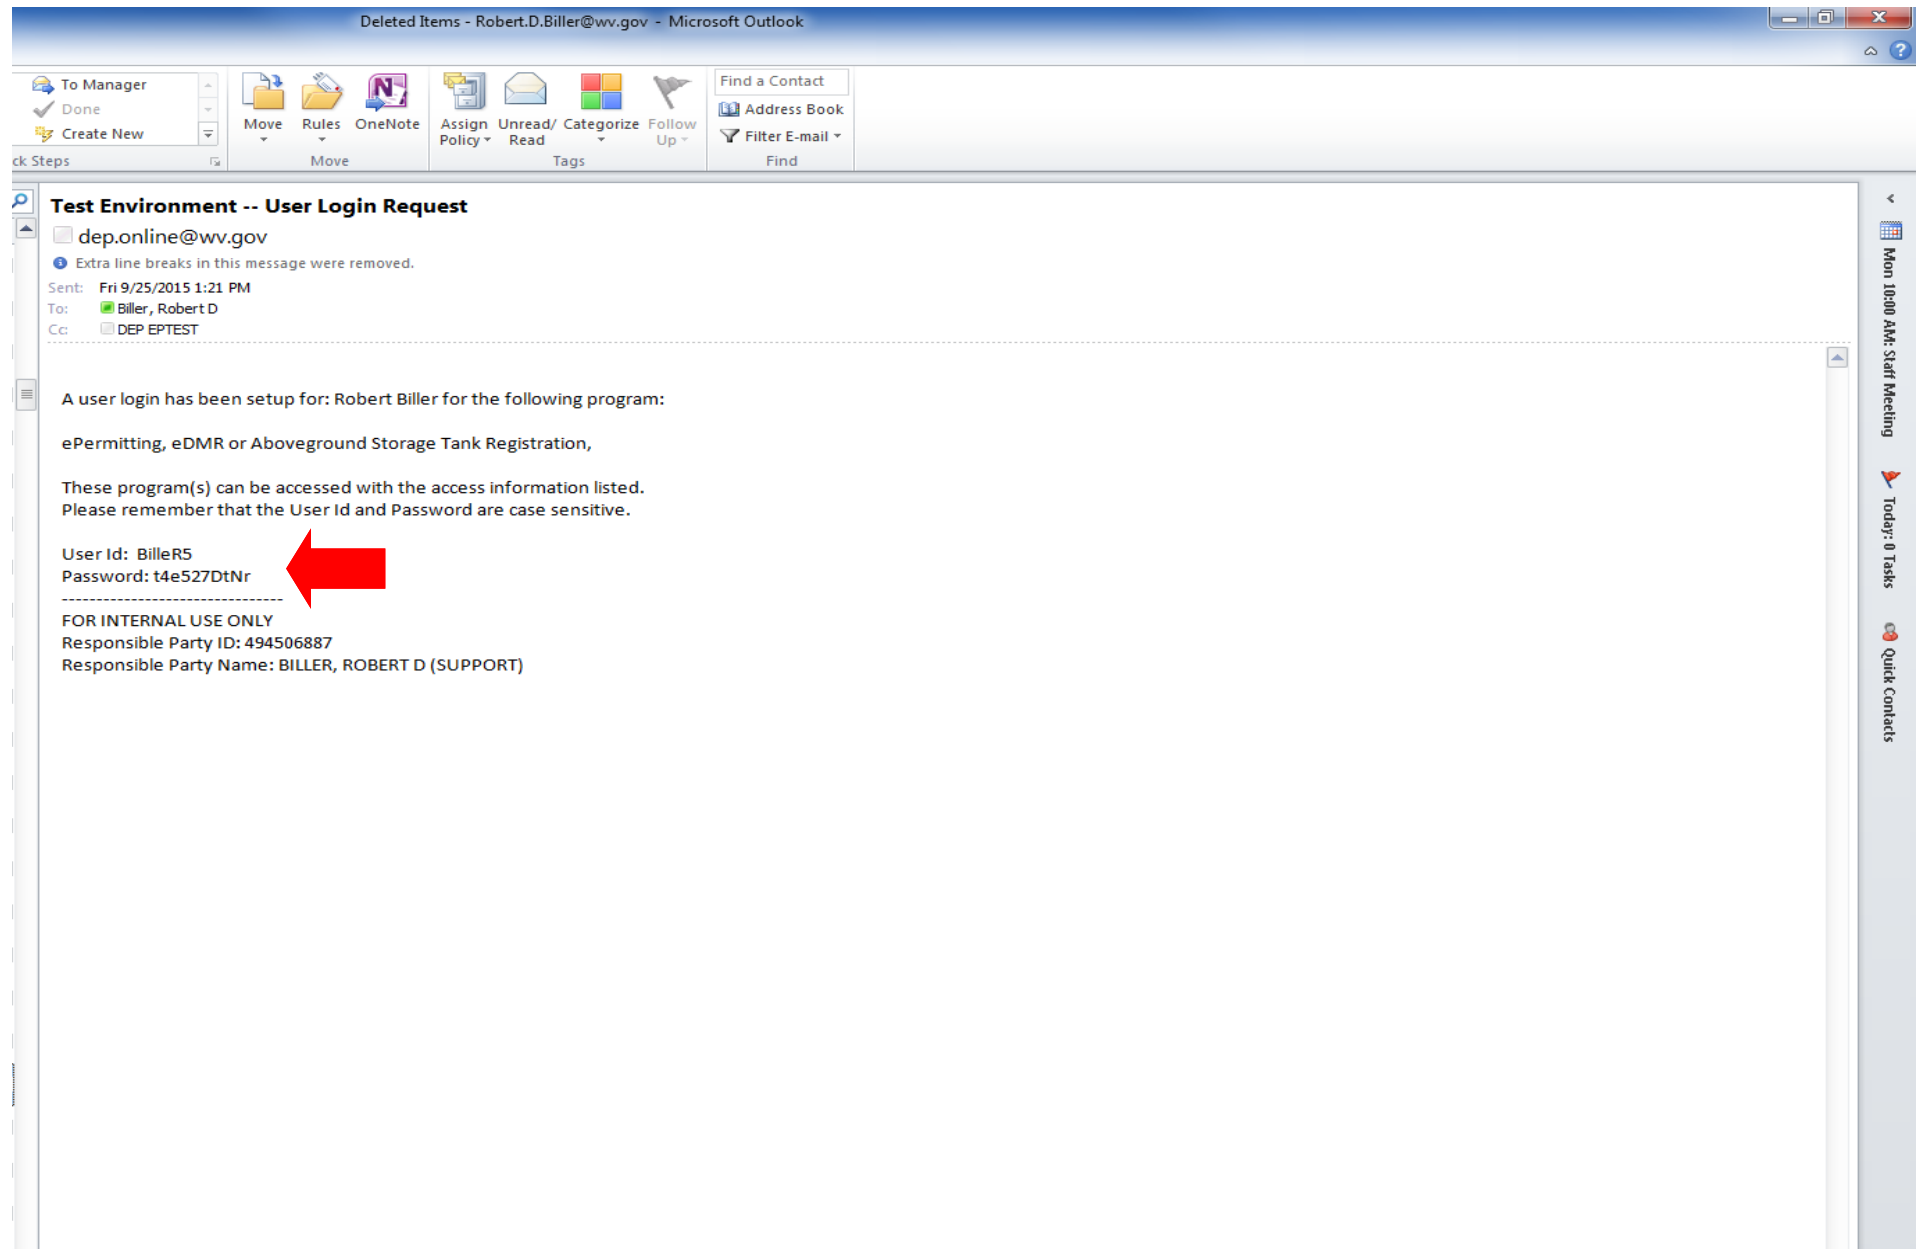 Deleted Items - Robert.D.Biller@wv.gov - Microsoft Outlook
To Manager
Done
Create New
ck Steps
Move
Rules
OneNote
Move
Assign Policy
Unread/ Read
Categorize
Follow Up
Tags
Find a Contact
Address Book
Filter E-mail
Find
Test Environment -- User Login Request
dep.online@wv.gov
Extra line breaks in this message were removed.
Sent: Fri 9/25/2015 1:21 PM
To: Biller, Robert D
Cc: DEP EPTEST
A user login has been setup for: Robert Biller for the following program:
ePermitting, eDMR or Aboveground Storage Tank Registration,
These program(s) can be accessed with the access information listed.
Please remember that the User Id and Password are case sensitive.
User Id: BilleR5
Password: t4e527DtNr
--------------------------------
FOR INTERNAL USE ONLY
Responsible Party ID: 494506887
Responsible Party Name: BILLER, ROBERT D (SUPPORT)
Mon 10:00 AM: Staff Meeting
Today: 0 Tasks
Quick Contacts